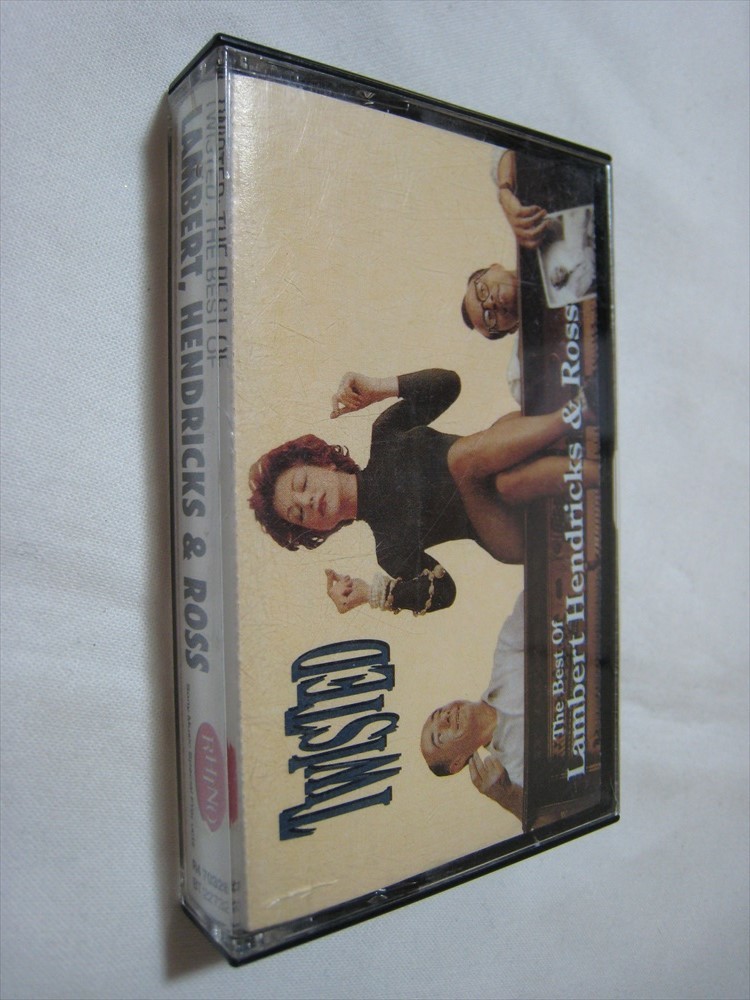 TWISTED
The Best Of
Lambert Hendricks & Ross
TWISTED: THE BEST OF
LAMBERT, HENDRICKS & ROSS
RHINO